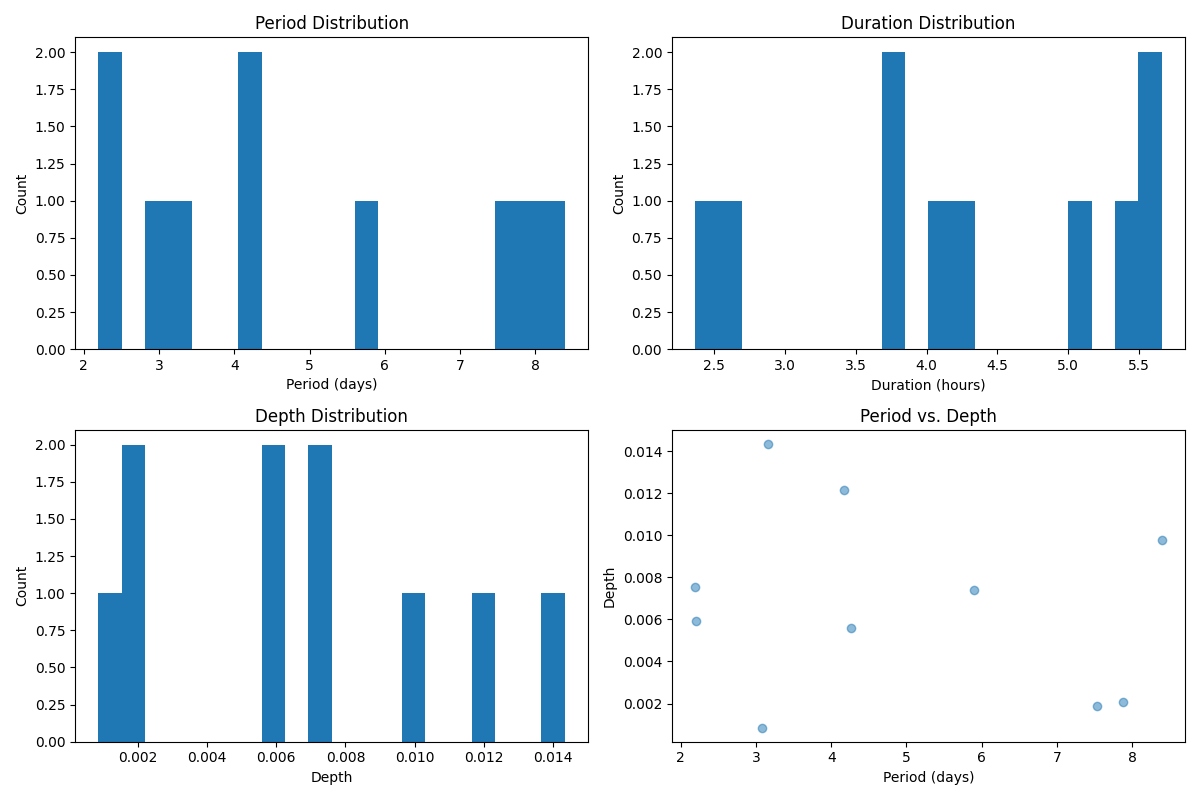 Period Distribution
Count
2.00
1.75
1.50
1.25
1.00
0.75
0.50
0.25
0.00
2 3 4 5 6 7 8
Period (days)
Duration Distribution
Count
2.00
1.75
1.50
1.25
1.00
0.75
0.50
0.25
0.00
2.5 3.0 3.5 4.0 4.5 5.0 5.5
Duration (hours)
Depth Distribution
Count
2.00
1.75
1.50
1.25
1.00
0.75
0.50
0.25
0.00
0.002 0.004 0.006 0.008 0.010 0.012 0.014
Depth
Period vs. Depth
Depth
0.014
0.012
0.010
0.008
0.006
0.004
0.002
2 3 4 5 6 7 8
Period (days)